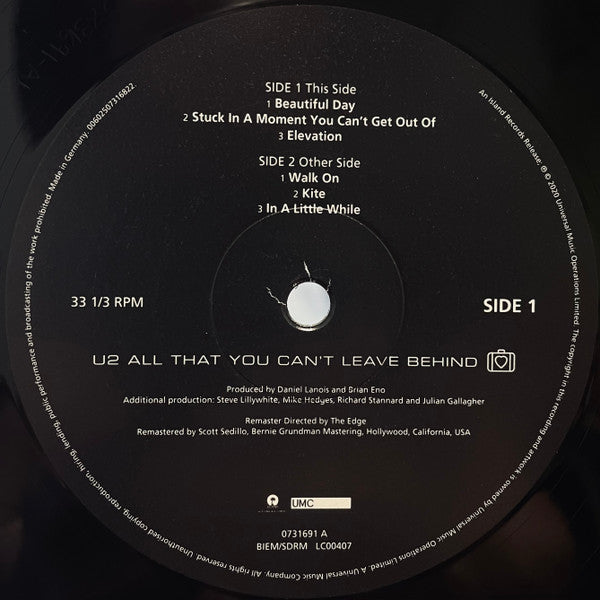 SIDE 1 This Side
1 Beautiful Day
2 Stuck In A Moment You Can't Get Out Of
3 Elevation
SIDE 2 Other Side
1 Walk On
2 Kite
3 In A Little While
33 1/3 RPM
SIDE 1
U2 ALL THAT YOU CAN'T LEAVE BEHIND
Produced by Daniel Lanois and Brian Eno
Additional production: Steve Lillywhite, Mike Hedges, Richard Stannard and Julian Gallagher
Remaster Directed by The Edge
Remastered by Scott Sedillo, Bernie Grundman Mastering, Hollywood, California, USA
UMC
0731691 A
BIEM/SDRM LC00407
An Island Records Release; ℗ © 2020 Universal Music Operations Limited. The copyright in this recording and artwork is owned by Universal Music Operations Limited. A Universal Music Company. All rights reserved. Unauthorised copying, reproduction, hiring, lending, public performance and broadcasting of the work prohibited. Made in Germany. 00602507316822.